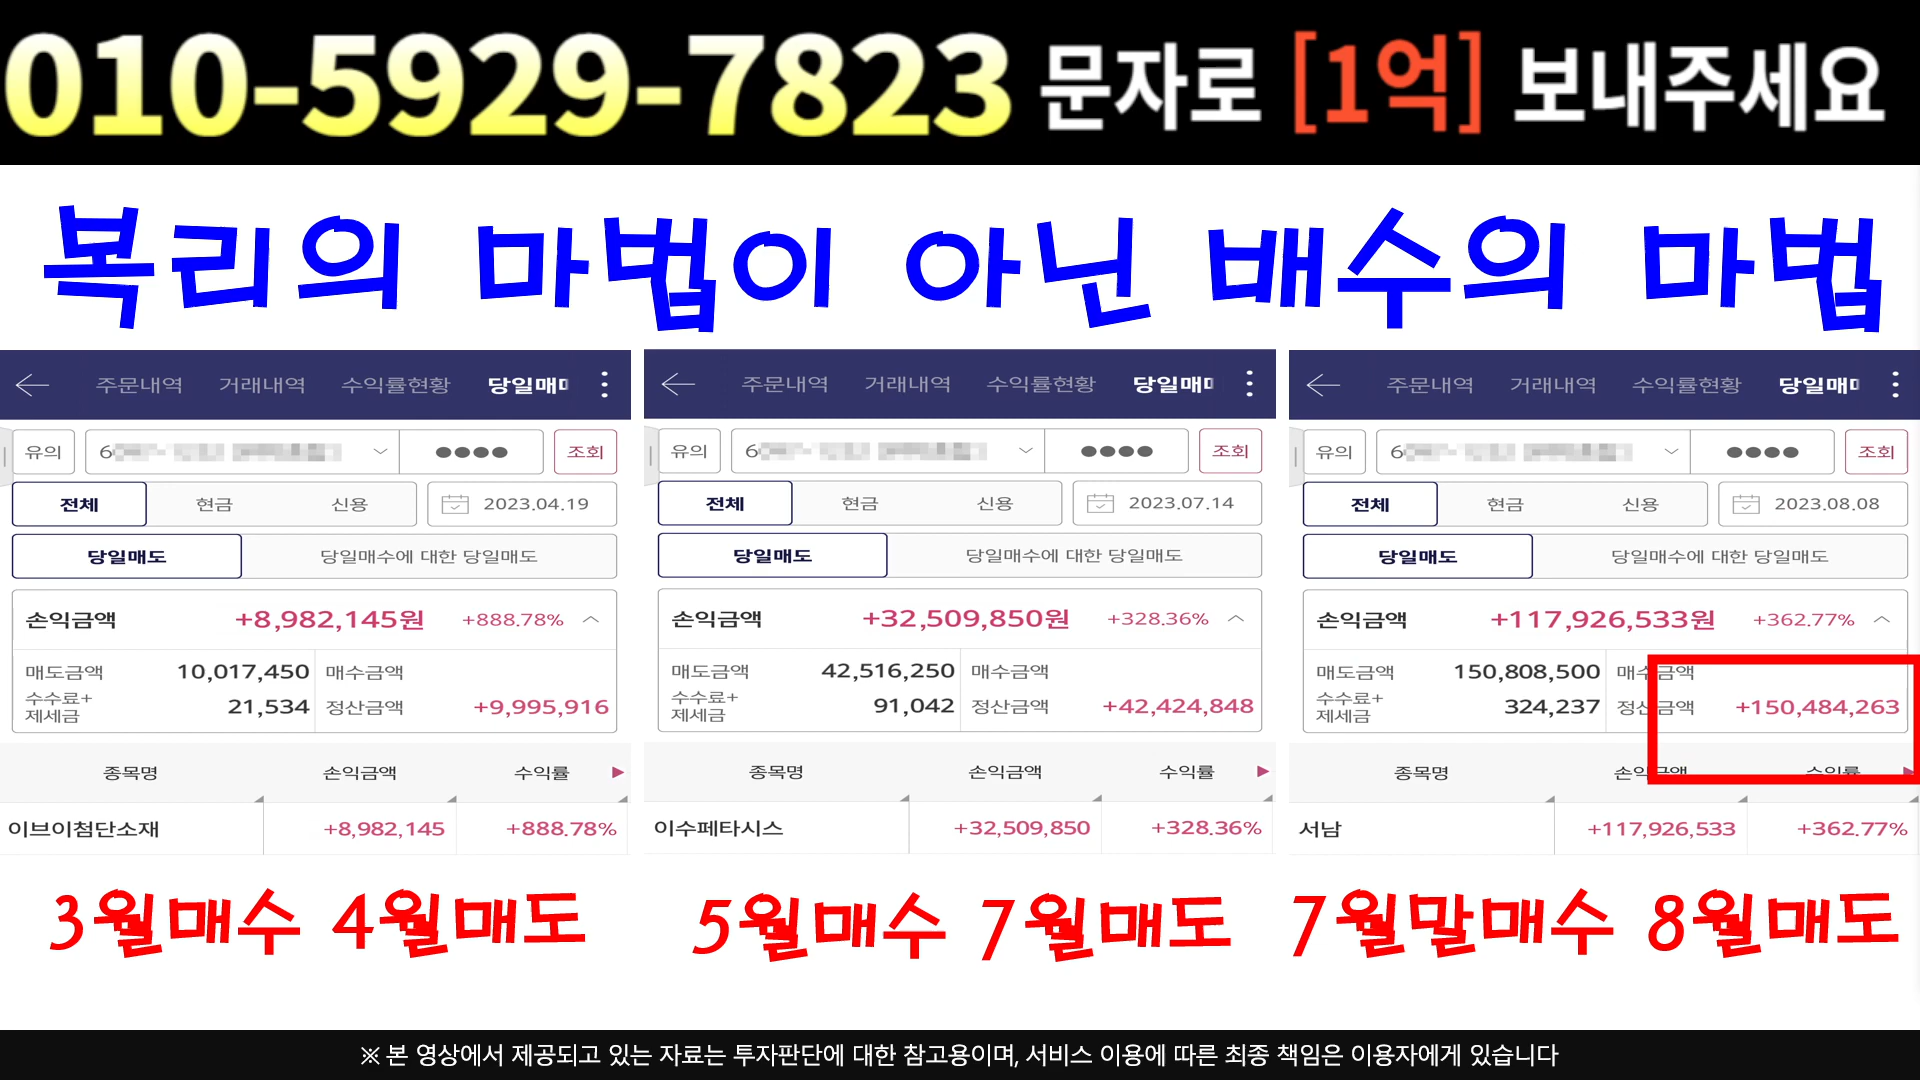 010-5929-7823 문자로 [1억] 보내주세요
복리의 마법이 아닌 배수의 마법
주문내역 거래내역 수익률현황 당일매
유의 6 ●●●● 조회
전체 현금 신용 2023.04.19
당일매도 당일매수에 대한 당일매도
손익금액 +8,982,145원 +888.78%
매도금액 10,017,450 매수금액
수수료+
제세금 21,534 정산금액 +9,995,916
종목명 손익금액 수익률
이브이첨단소재 +8,982,145 +888.78%
3월매수 4월매도
주문내역 거래내역 수익률현황 당일매
유의 6 ●●●● 조회
전체 현금 신용 2023.07.14
당일매도 당일매수에 대한 당일매도
손익금액 +32,509,850원 +328.36%
매도금액 42,516,250 매수금액
수수료+
제세금 91,042 정산금액 +42,424,848
종목명 손익금액 수익률
이수페타시스 +32,509,850 +328.36%
5월매수 7월매도
주문내역 거래내역 수익률현황 당일매
유의 6 ●●●● 조회
전체 현금 신용 2023.08.08
당일매도 당일매수에 대한 당일매도
손익금액 +117,926,533원 +362.77%
매도금액 150,808,500 매수금액
수수료+
제세금 324,237 정산금액 +150,484,263
종목명 손익금액 수익률
서남 +117,926,533 +362.77%
7월말매수 8월매도
※ 본 영상에서 제공되고 있는 자료는 투자판단에 대한 참고용이며, 서비스 이용에 따른 최종 책임은 이용자에게 있습니다